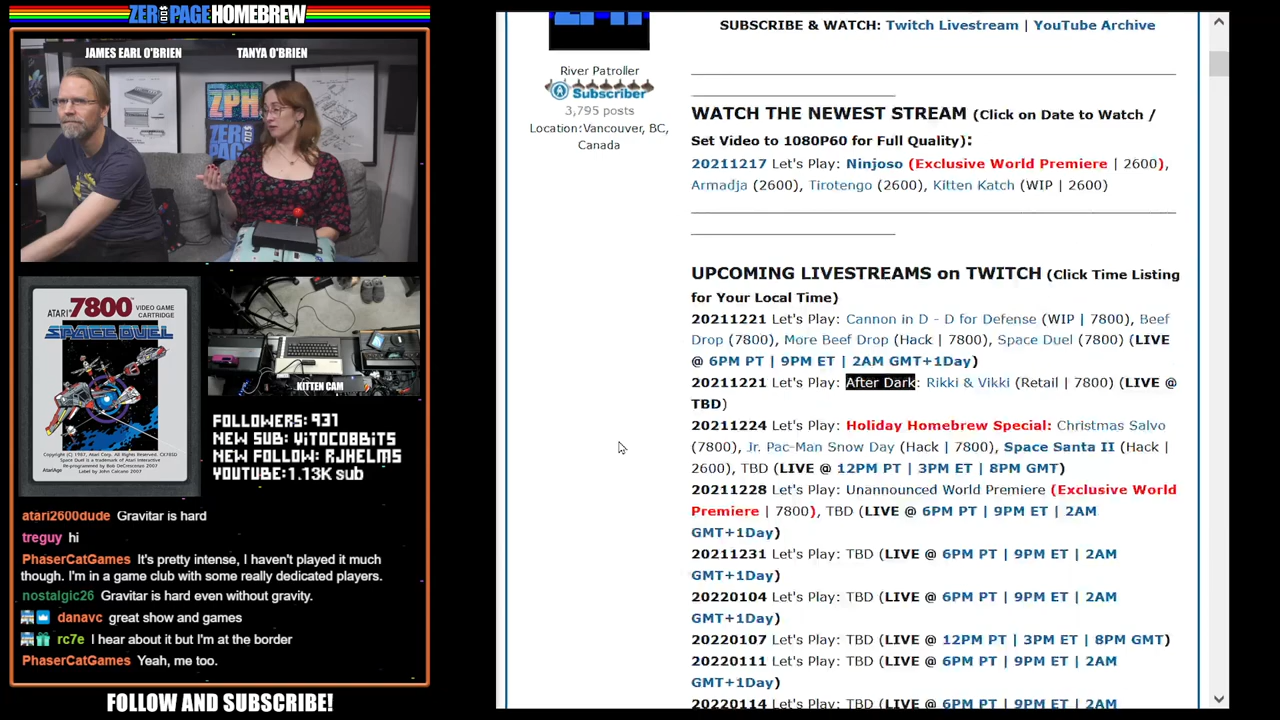 ZEROPAGE HOMEBREW
JAMES EARL O'BRIEN
TANYA O'BRIEN
ZPH
ATARI 7800 VIDEO GAME CARTRIDGE
SPACE DUEL
KITTEN CAM
FOLLOWERS: 931
NEW SUB: VITOCOBBITS
NEW FOLLOW: RJHELMS
YOUTUBE: 1.13K sub
atari2600dude Gravitar is hard
treguy hi
PhaserCatGames It's pretty intense, I haven't played it much
though. I'm in a game club with some really dedicated players.
nostalgic26 Gravitar is hard even without gravity.
danavc great show and games
rc7e I hear about it but I'm at the border
PhaserCatGames Yeah, me too.
FOLLOW AND SUBSCRIBE!
River Patroller
Subscriber
3,795 posts
Location:Vancouver, BC,
Canada
SUBSCRIBE & WATCH: Twitch Livestream | YouTube Archive
WATCH THE NEWEST STREAM (Click on Date to Watch /
Set Video to 1080P60 for Full Quality):
20211217 Let's Play: Ninjoso (Exclusive World Premiere | 2600),
Armadja (2600), Tirotengo (2600), Kitten Katch (WIP | 2600)
UPCOMING LIVESTREAMS on TWITCH (Click Time Listing
for Your Local Time)
20211221 Let's Play: Cannon in D - D for Defense (WIP | 7800), Beef
Drop (7800), More Beef Drop (Hack | 7800), Space Duel (7800) (LIVE
@ 6PM PT | 9PM ET | 2AM GMT+1Day)
20211221 Let's Play: After Dark: Rikki & Vikki (Retail | 7800) (LIVE @
TBD)
20211224 Let's Play: Holiday Homebrew Special: Christmas Salvo
(7800), Jr. Pac-Man Snow Day (Hack | 7800), Space Santa II (Hack |
2600), TBD (LIVE @ 12PM PT | 3PM ET | 8PM GMT)
20211228 Let's Play: Unannounced World Premiere (Exclusive World
Premiere | 7800), TBD (LIVE @ 6PM PT | 9PM ET | 2AM
GMT+1Day)
20211231 Let's Play: TBD (LIVE @ 6PM PT | 9PM ET | 2AM
GMT+1Day)
20220104 Let's Play: TBD (LIVE @ 6PM PT | 9PM ET | 2AM
GMT+1Day)
20220107 Let's Play: TBD (LIVE @ 12PM PT | 3PM ET | 8PM GMT)
20220111 Let's Play: TBD (LIVE @ 6PM PT | 9PM ET | 2AM
GMT+1Day)
20220114 Let's Play: TBD (LIVE @ 6PM PT | 9PM ET | 2AM